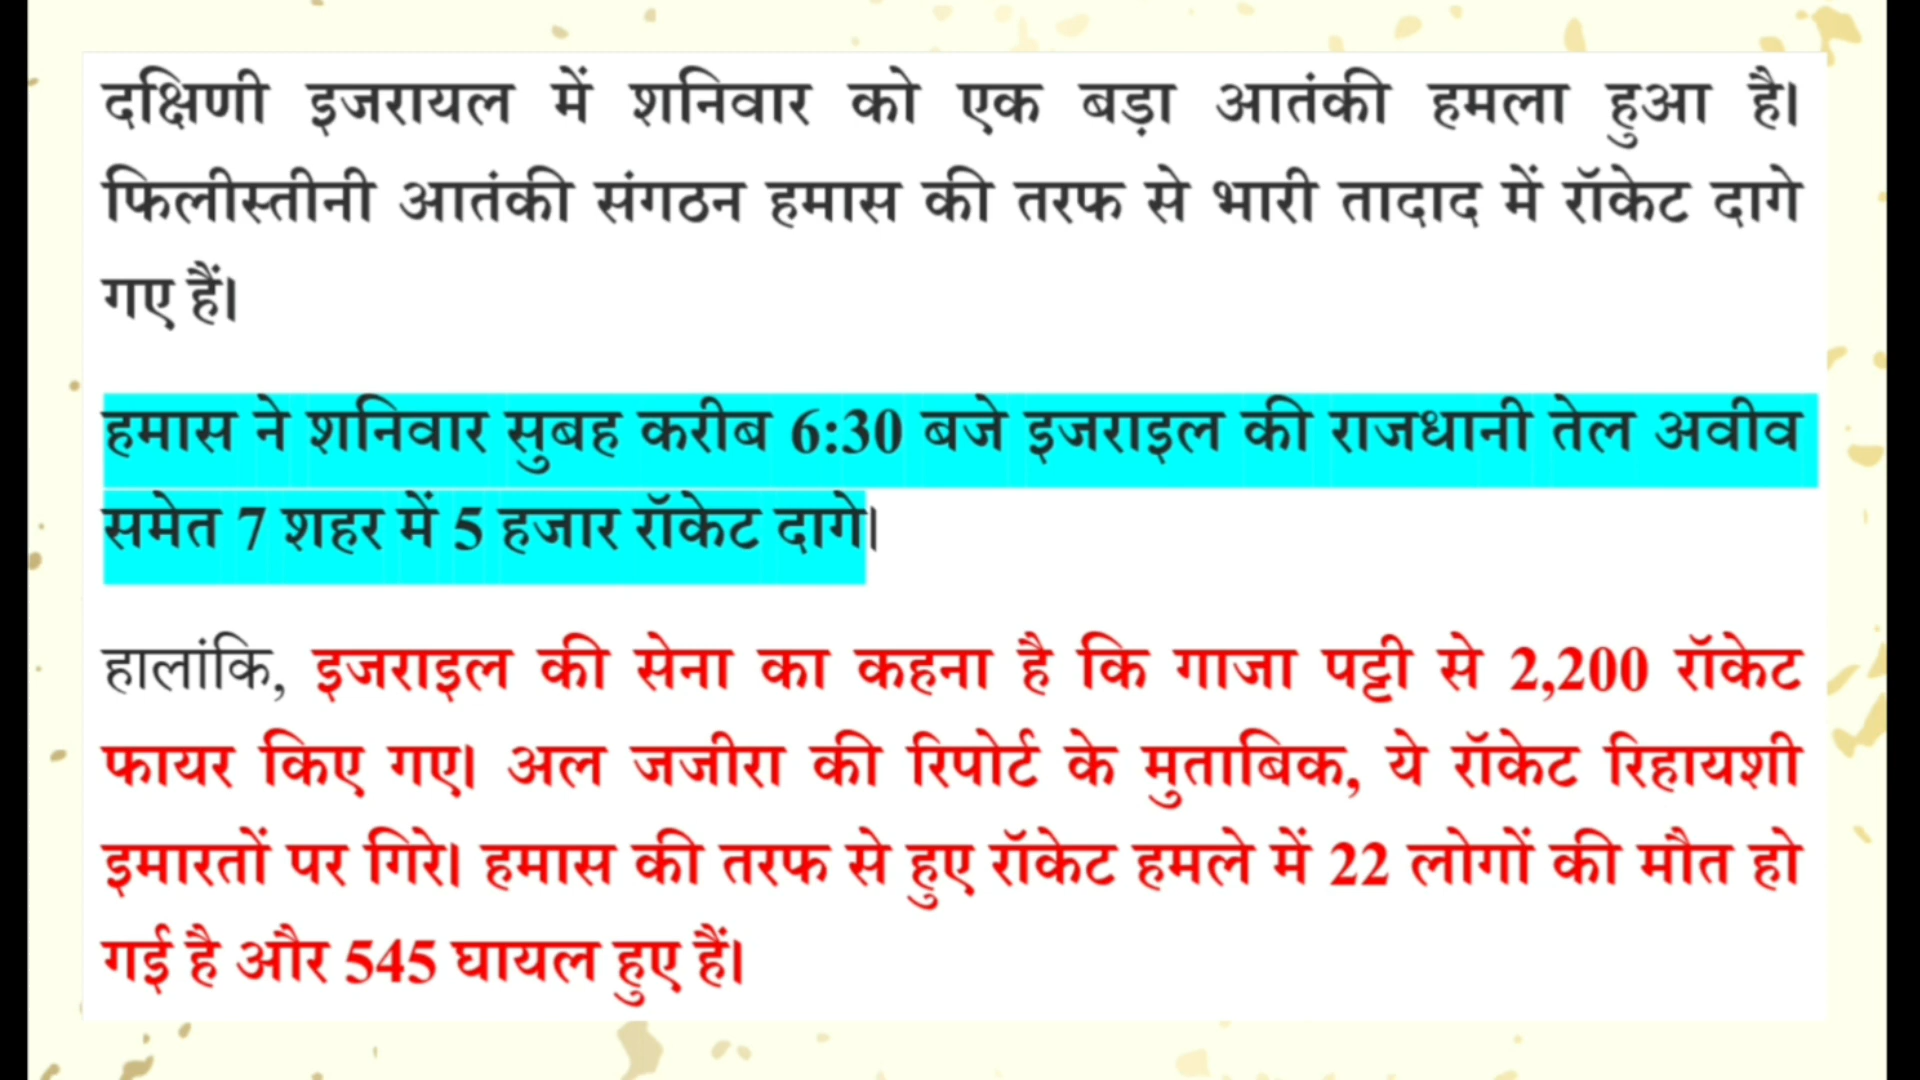 दक्षिणी इजरायल में शनिवार को एक बड़ा आतंकी हमला हुआ है।
फिलीस्तीनी आतंकी संगठन हमास की तरफ से भारी तादाद में रॉकेट दागे
गए हैं।
हमास ने शनिवार सुबह करीब 6:30 बजे इजराइल की राजधानी तेल अवीव
समेत 7 शहर में 5 हजार रॉकेट दागे।
हालांकि, इजराइल की सेना का कहना है कि गाजा पट्टी से 2,200 रॉकेट
फायर किए गए। अल जजीरा की रिपोर्ट के मुताबिक, ये रॉकेट रिहायशी
इमारतों पर गिरे। हमास की तरफ से हुए रॉकेट हमले में 22 लोगों की मौत हो
गई है और 545 घायल हुए हैं।